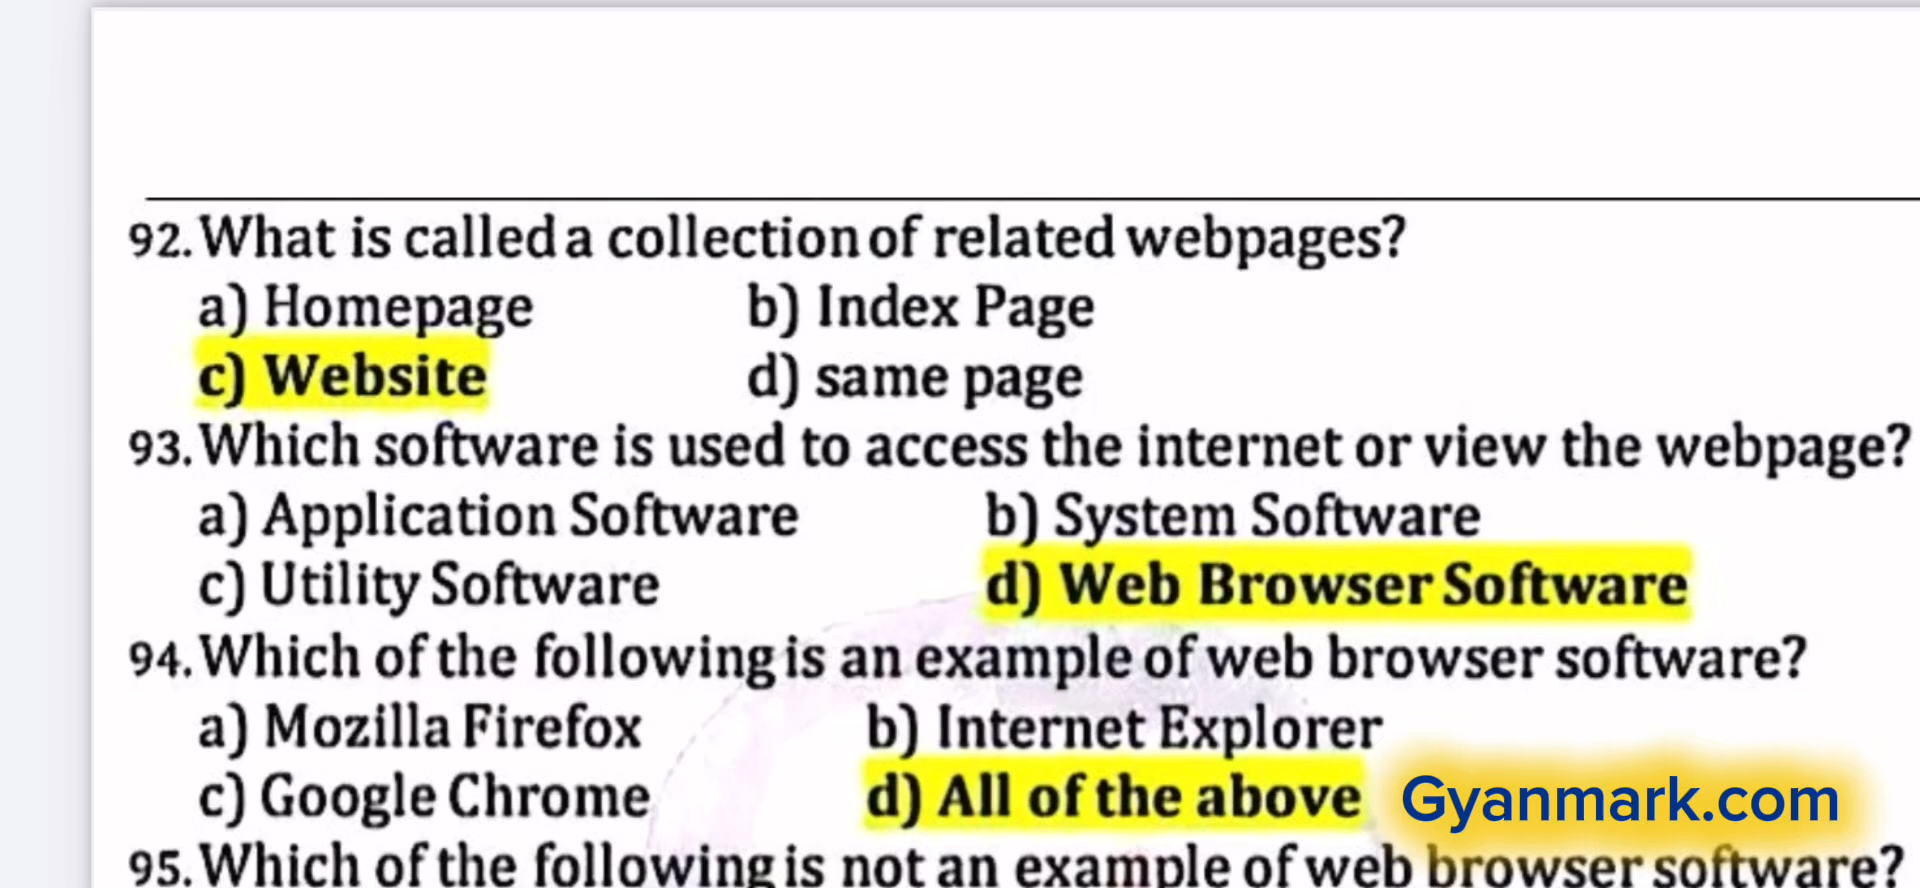 92. What is called a collection of related webpages?
a) Homepage b) Index Page
c) Website d) same page
93. Which software is used to access the internet or view the webpage?
a) Application Software b) System Software
c) Utility Software d) Web Browser Software
94. Which of the following is an example of web browser software?
a) Mozilla Firefox b) Internet Explorer
c) Google Chrome d) All of the above Gyanmark.com
95. Which of the following is not an example of web browser software?